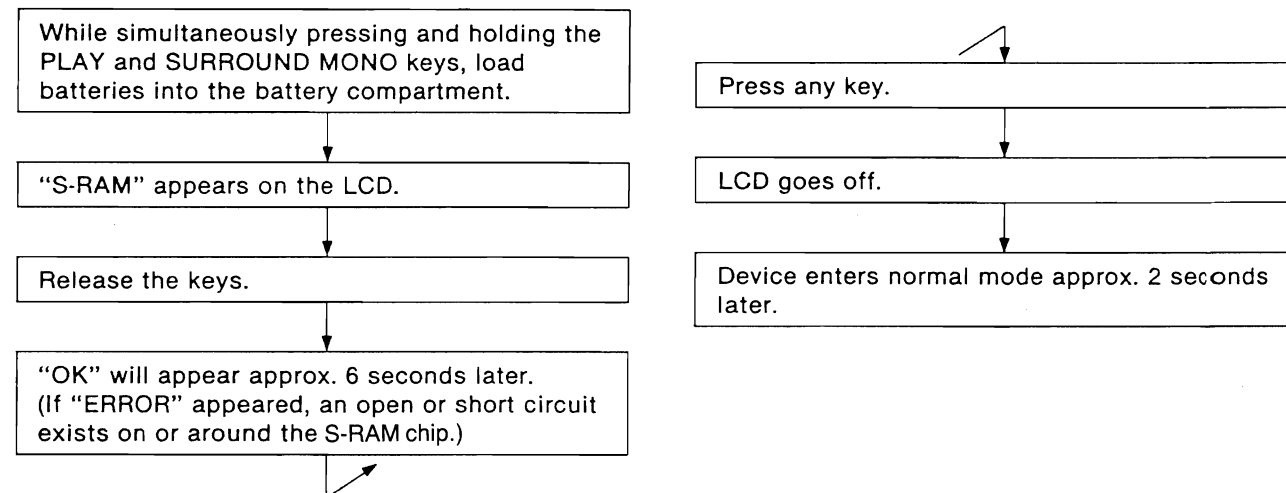 While simultaneously pressing and holding the
PLAY and SURROUND MONO keys, load
batteries into the battery compartment.
“S-RAM” appears on the LCD.
Release the keys.
“OK” will appear approx. 6 seconds later.
(If “ERROR” appeared, an open or short circuit
exists on or around the S-RAM chip.)
Press any key.
LCD goes off.
Device enters normal mode approx. 2 seconds
later.